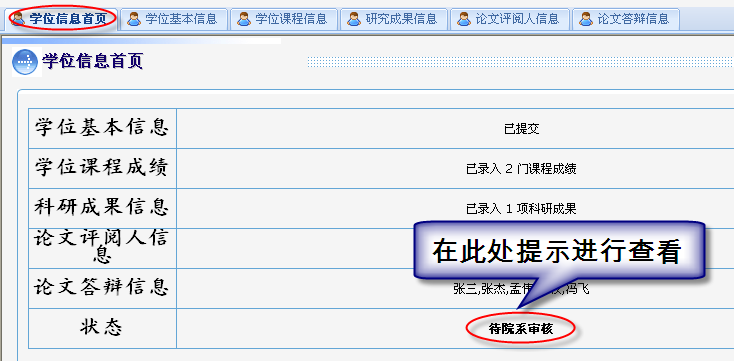 学位信息首页 学位基本信息 学位课程信息 研究成果信息 论文评阅人信息 论文答辩信息
学位信息首页
学位基本信息 已提交
学位课程成绩 已录入 2 门课程成绩
科研成果信息 已录入 1 项科研成果
论文评阅人信
息
在此处提示进行查看
论文答辩信息 张三,张杰,孟伟 ,冯飞
状态 待院系审核